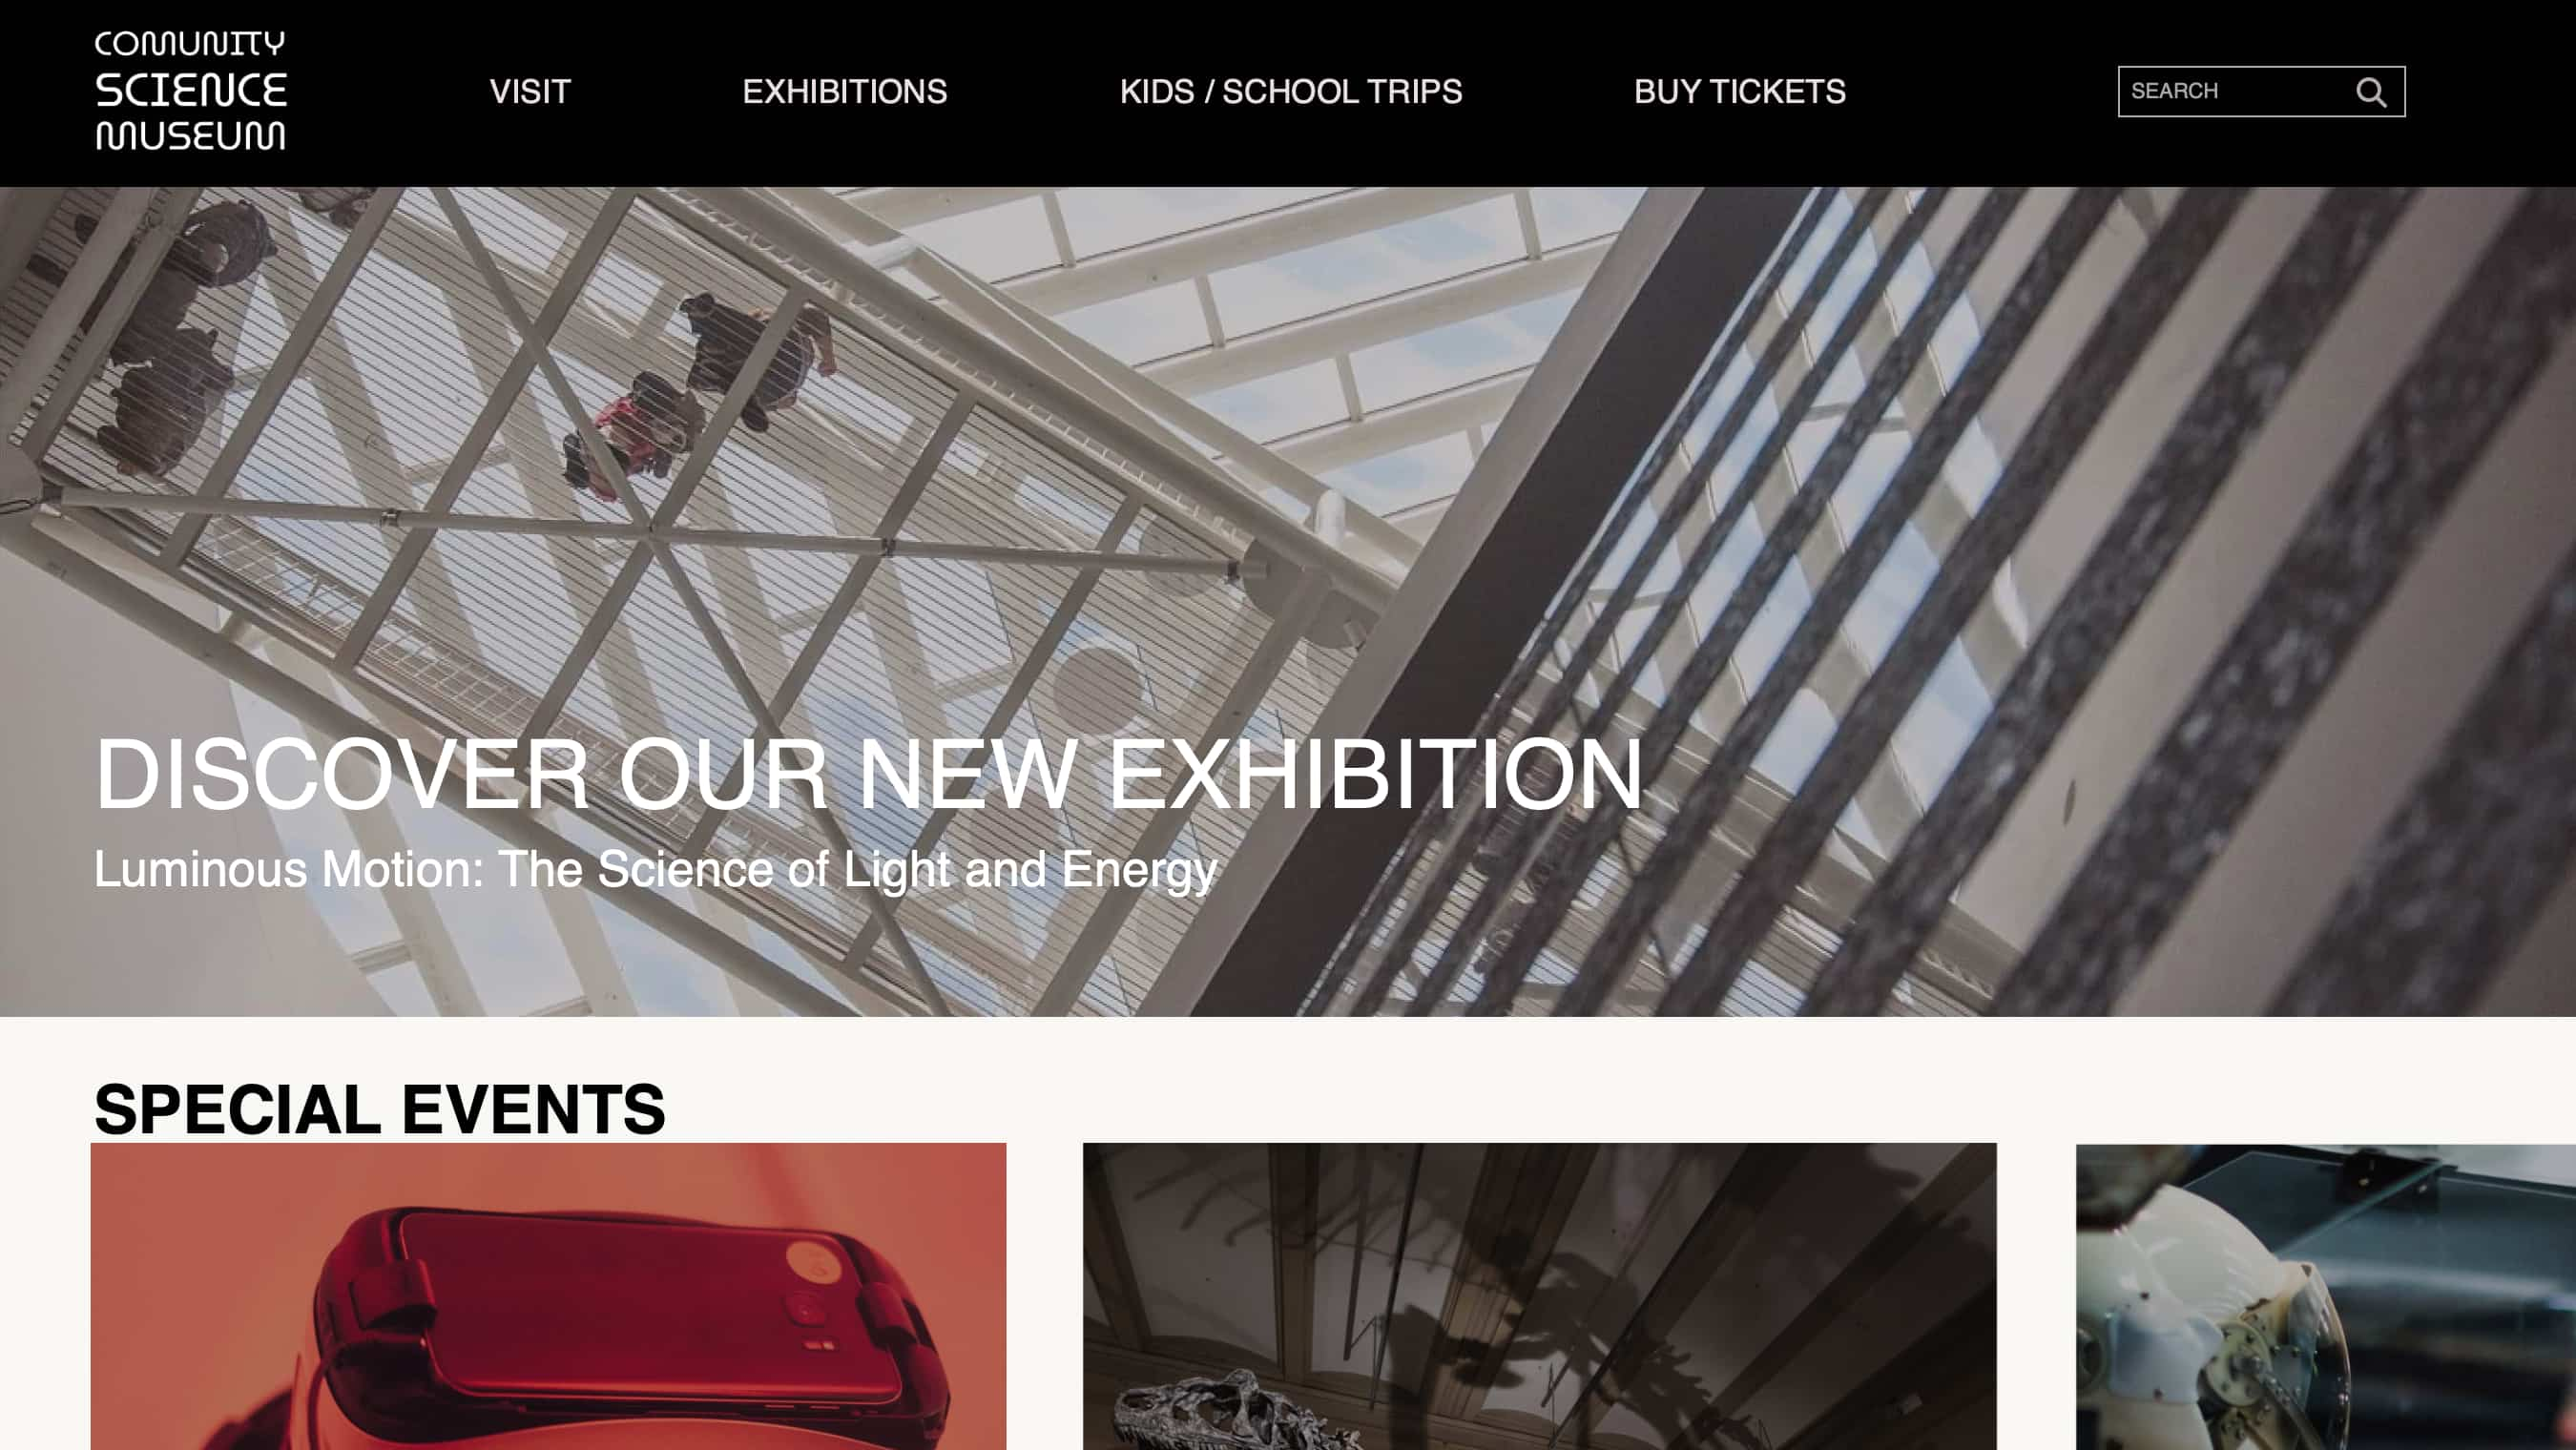 COMUNITY
SCIENCE
MUSEUM
VISIT
EXHIBITIONS
KIDS / SCHOOL TRIPS
BUY TICKETS
SEARCH
DISCOVER OUR NEW EXHIBITION
Luminous Motion: The Science of Light and Energy
SPECIAL EVENTS